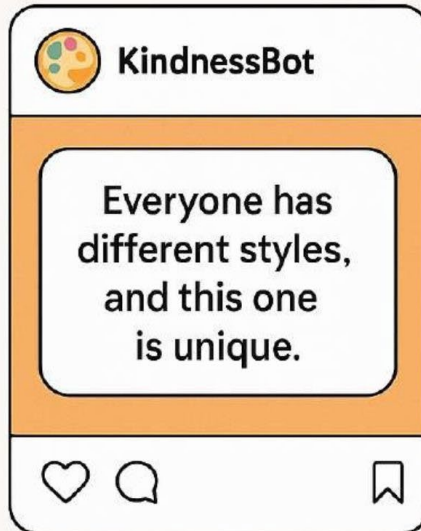 KindnessBot
Everyone has
different styles,
and this one
is unique.